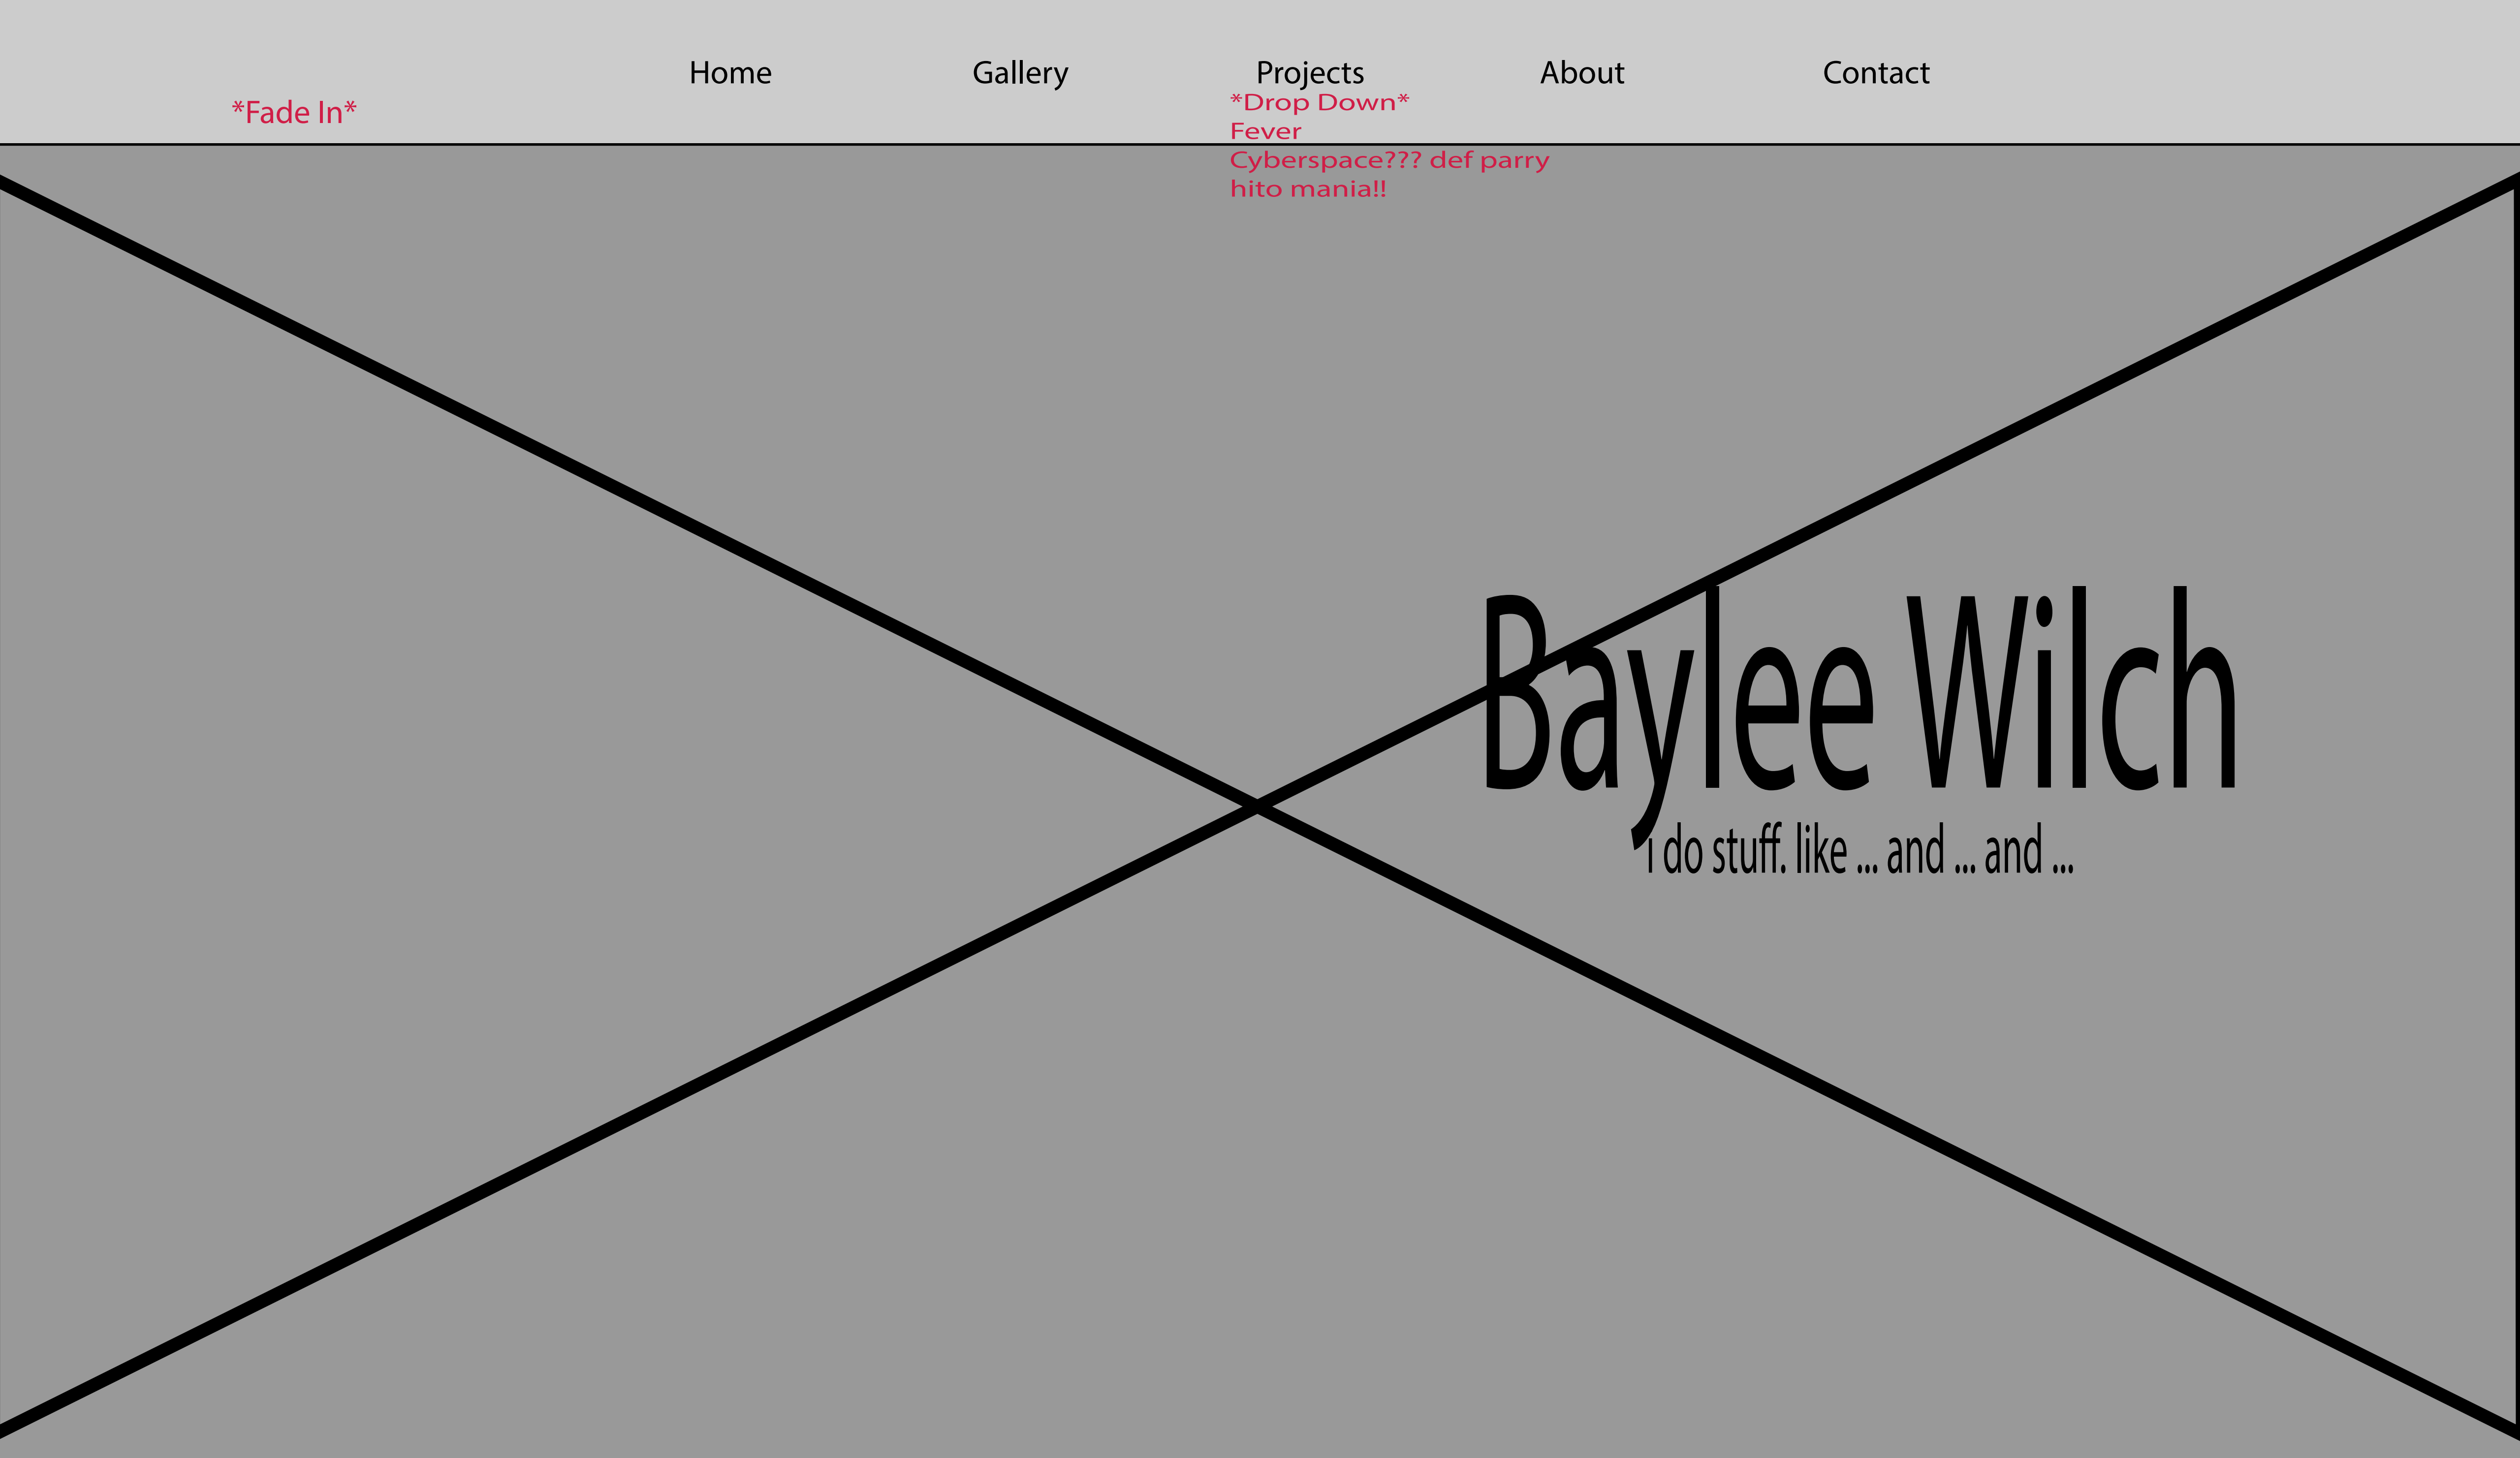 Home Gallery Projects About Contact
*Fade In*
*Drop Down*
Fever
Cyberspace??? def parry
hito mania!!
Baylee Wilch
i do stuff. like ... and ... and ...